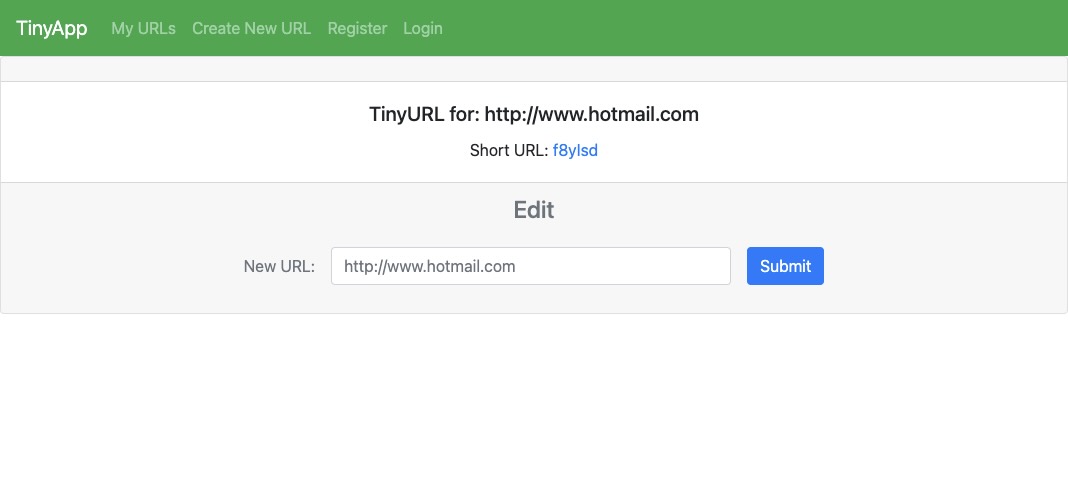 TinyApp My URLs Create New URL Register Login
TinyURL for: http://www.hotmail.com
Short URL: f8ylsd
Edit
New URL: http://www.hotmail.com Submit